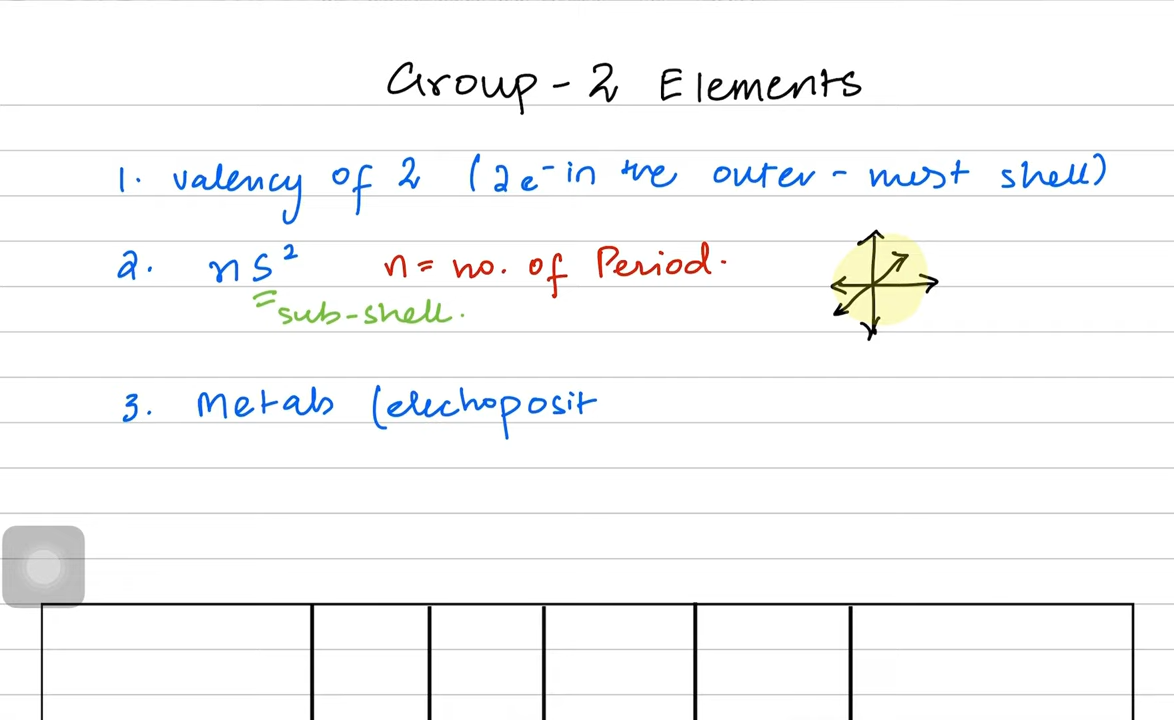 Group - 2 Elements
1. valency of 2 (2e⁻ in the outer - most shell)
2. ns² n = no. of Period.
sub-shell.
3. Metals (electroposit